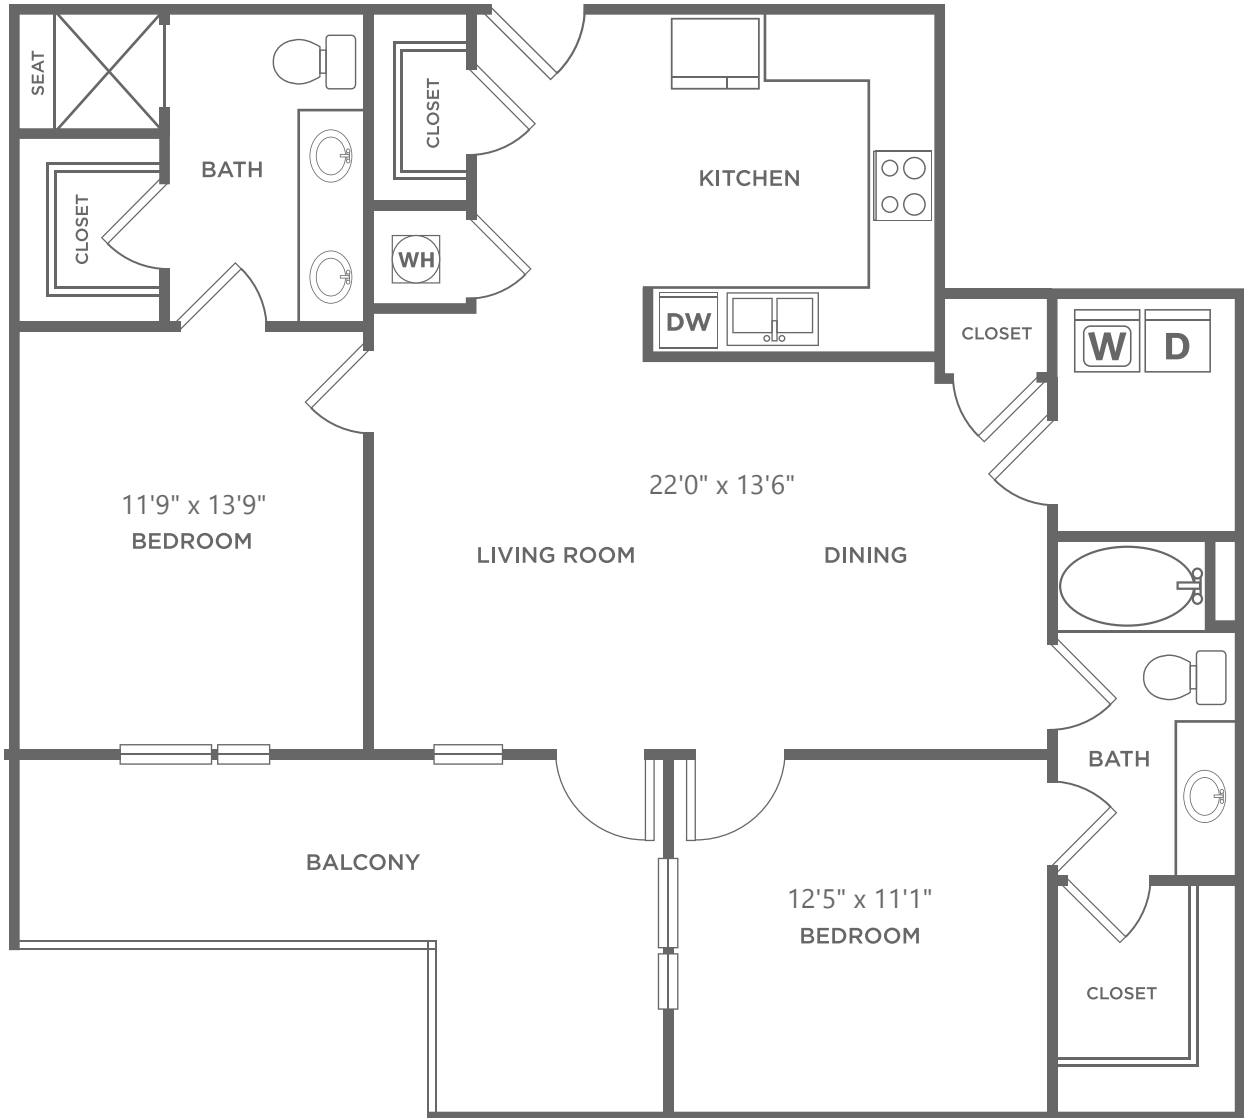 SEAT
BATH
CLOSET
CLOSET
KITCHEN
WH
DW
CLOSET
W
D
11'9" x 13'9"
BEDROOM
22'0" x 13'6"
LIVING ROOM
DINING
BATH
BALCONY
12'5" x 11'1"
BEDROOM
CLOSET